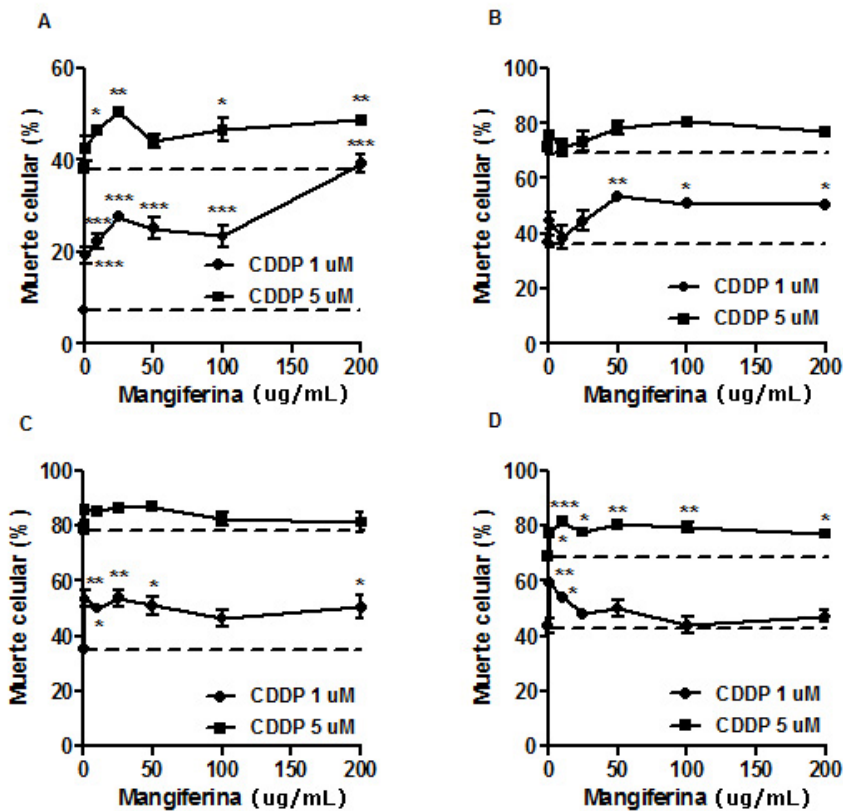 A
60
40
20
0
Muerte celular (%)
*
**
*
**
***
***
***
***
***
***
CDDP 1 uM
CDDP 5 uM
0 50 100 150 200
Mangiferina (ug/mL)
B
100
80
60
40
20
0
Muerte celular (%)
**
*
*
CDDP 1 uM
CDDP 5 uM
0 50 100 150 200
Mangiferina (ug/mL)
C
100
80
60
40
20
0
Muerte celular (%)
**
**
*
*
*
CDDP 1 uM
CDDP 5 uM
0 50 100 150 200
Mangiferina (ug/mL)
D
100
80
60
40
20
0
Muerte celular (%)
***
*
**
**
*
*
**
*
CDDP 1 uM
CDDP 5 uM
0 50 100 150 200
Mangiferina (ug/mL)